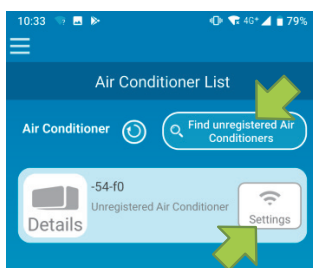 10:33 4G+ 79%
Air Conditioner List
Air Conditioner
Find unregistered Air
Conditioners
-54-f0
Unregistered Air Conditioner
Details
Settings